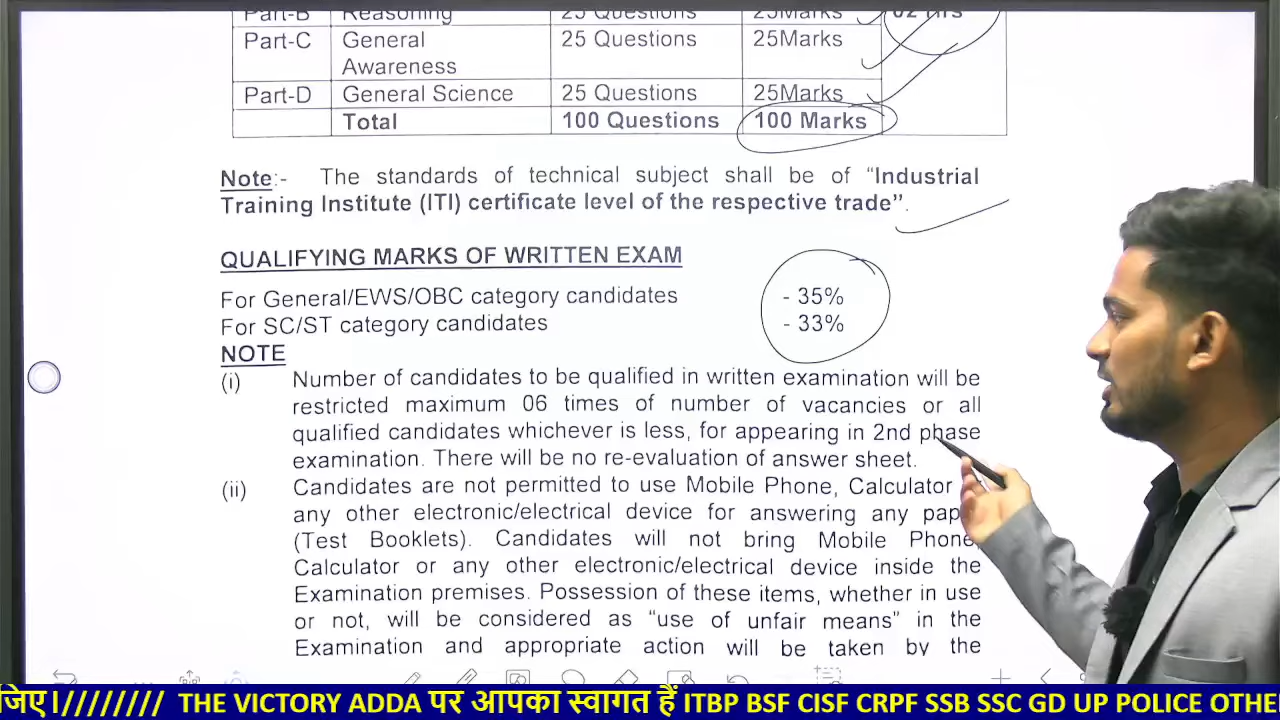 Part-B Reasoning 25 Questions 25Marks 02 Hrs
Part-C General Awareness 25 Questions 25Marks
Part-D General Science 25 Questions 25Marks
Total 100 Questions 100 Marks
Note:- The standards of technical subject shall be of “Industrial
Training Institute (ITI) certificate level of the respective trade”.
QUALIFYING MARKS OF WRITTEN EXAM
For General/EWS/OBC category candidates - 35%
For SC/ST category candidates - 33%
NOTE
(i) Number of candidates to be qualified in written examination will be
restricted maximum 06 times of number of vacancies or all
qualified candidates whichever is less, for appearing in 2nd phase
examination. There will be no re-evaluation of answer sheet.
(ii) Candidates are not permitted to use Mobile Phone, Calculator
any other electronic/electrical device for answering any
(Test Booklets). Candidates will not bring Mobile Phone,
Calculator or any other electronic/electrical device inside the
Examination premises. Possession of these items, whether in use
or not, will be considered as “use of unfair means” in the
Examination and appropriate action will be taken by the
THE VICTORY ADDA पर आपका स्वागत हैं ITBP BSF CISF CRPF SSB SSC GD UP POLICE